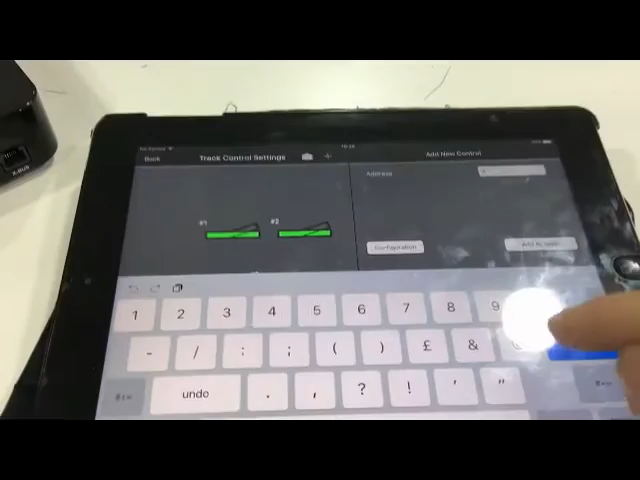 Back Track Control Settings + Add New Control
Address
#1 #2
Configuration
X-BUS
1 2 3 4 5 6 7 8 9
- / : ; ( ) £ &
undo . , ? ! ' "